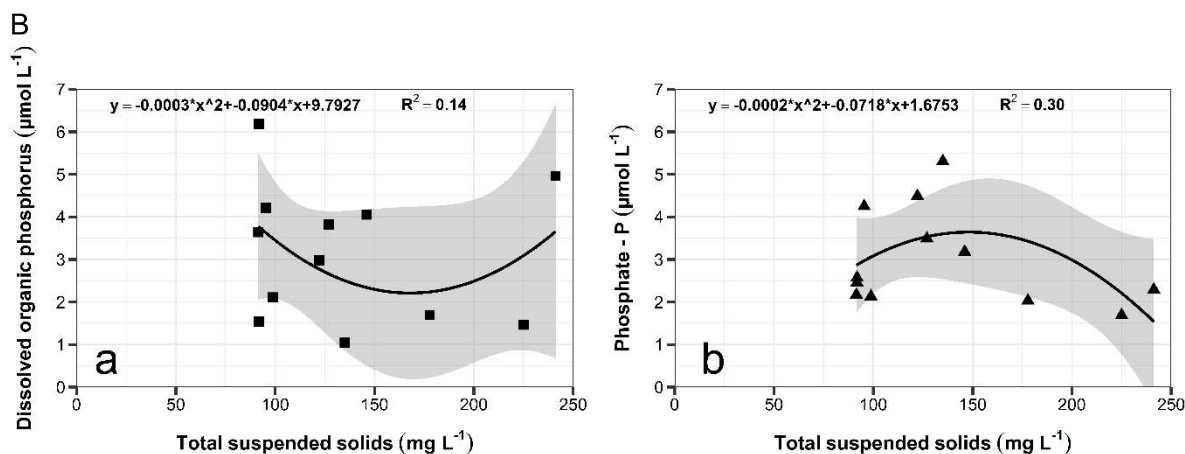 B
Dissolved organic phosphorus (µmol L⁻¹)
7
6
5
4
3
2
1
0
y = -0.0003*x^2+-0.0904*x+9.7927 R² = 0.14
a
0 50 100 150 200 250
Total suspended solids (mg L⁻¹)
Phosphate - P (µmol L⁻¹)
7
6
5
4
3
2
1
0
y = -0.0002*x^2+-0.0718*x+1.6753 R² = 0.30
b
0 50 100 150 200 250
Total suspended solids (mg L⁻¹)